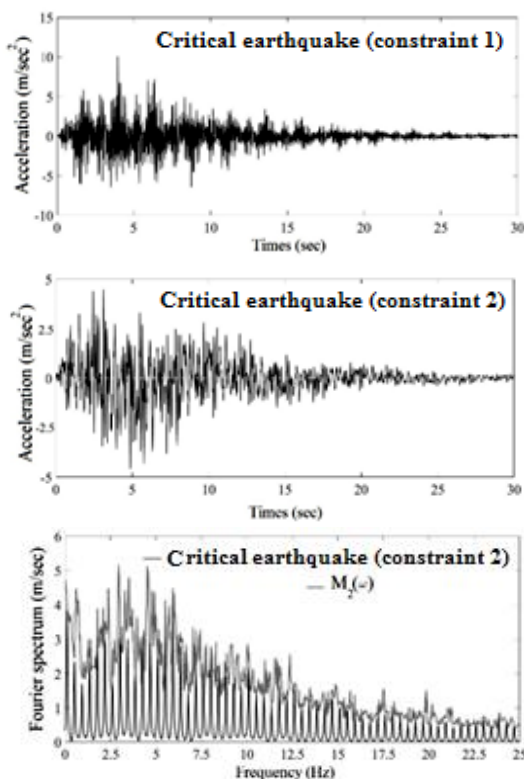 Critical earthquake (constraint 1)
Acceleration (m/sec²)
15
10
5
0
-5
-10
0 5 10 15 20 25 30
Times (sec)
Critical earthquake (constraint 2)
Acceleration (m/sec²)
5
2.5
0
-2.5
-5
0 5 10 15 20 25 30
Times (sec)
Critical earthquake (constraint 2)
M₂(
Fourier spectrum (m/sec)
6
5
4
3
2
1
0
0 2.5 5 7.5 10 12.5 15 17.5 20 22.5 25
Frequency (Hz)